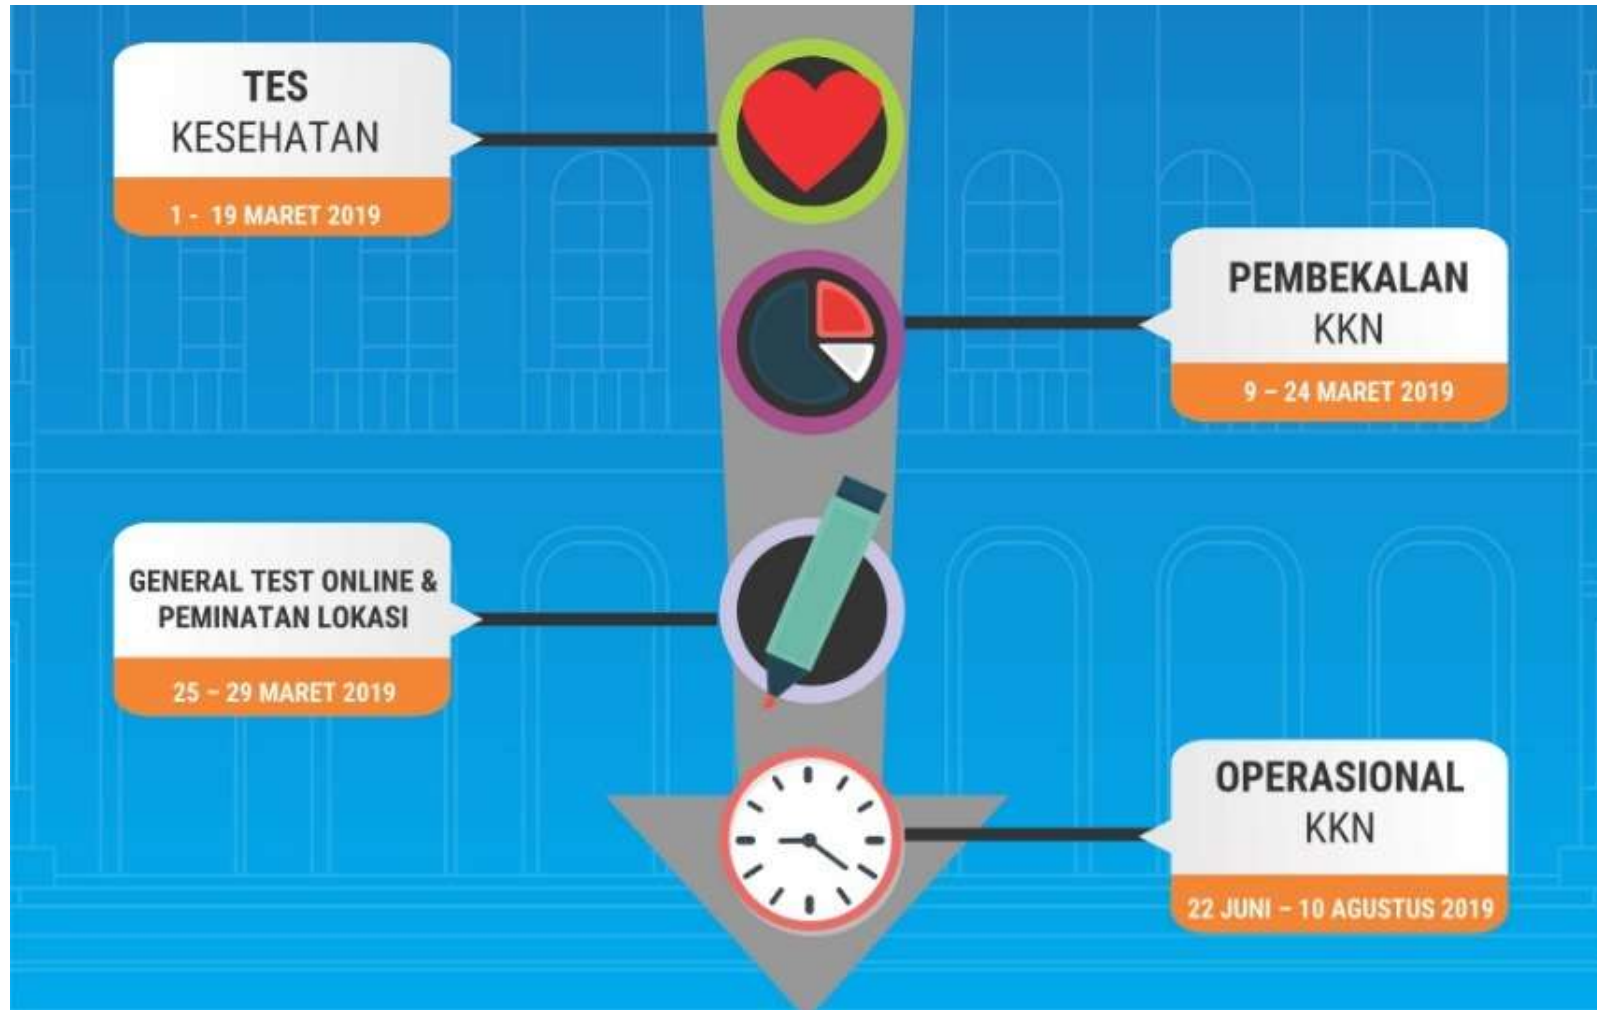 TES
KESEHATAN
1 - 19 MARET 2019
PEMBEKALAN
KKN
9 – 24 MARET 2019
GENERAL TEST ONLINE &
PEMINATAN LOKASI
25 – 29 MARET 2019
OPERASIONAL
KKN
22 JUNI – 10 AGUSTUS 2019